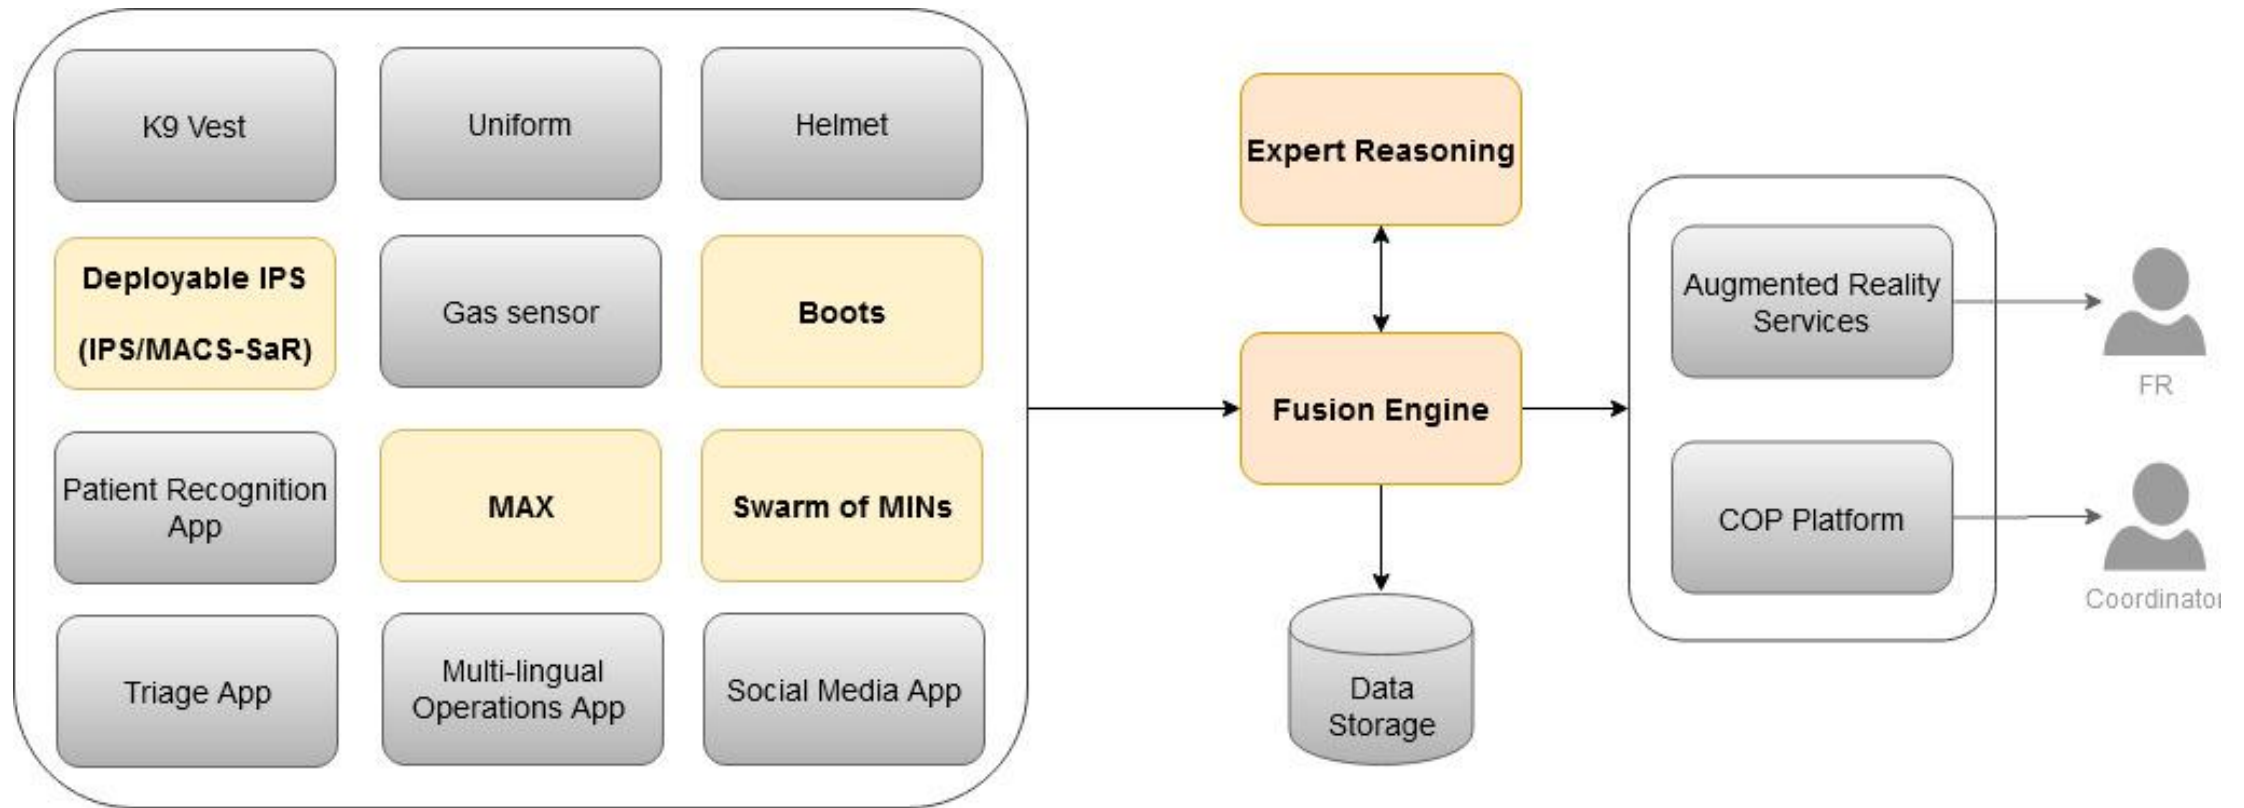 K9 Vest
Uniform
Helmet
Deployable IPS
(IPS/MACS-SaR)
Gas sensor
Boots
Patient Recognition
App
MAX
Swarm of MINs
Triage App
Multi-lingual
Operations App
Social Media App
Expert Reasoning
Fusion Engine
Data
Storage
Augmented Reality
Services
COP Platform
FR
Coordinator